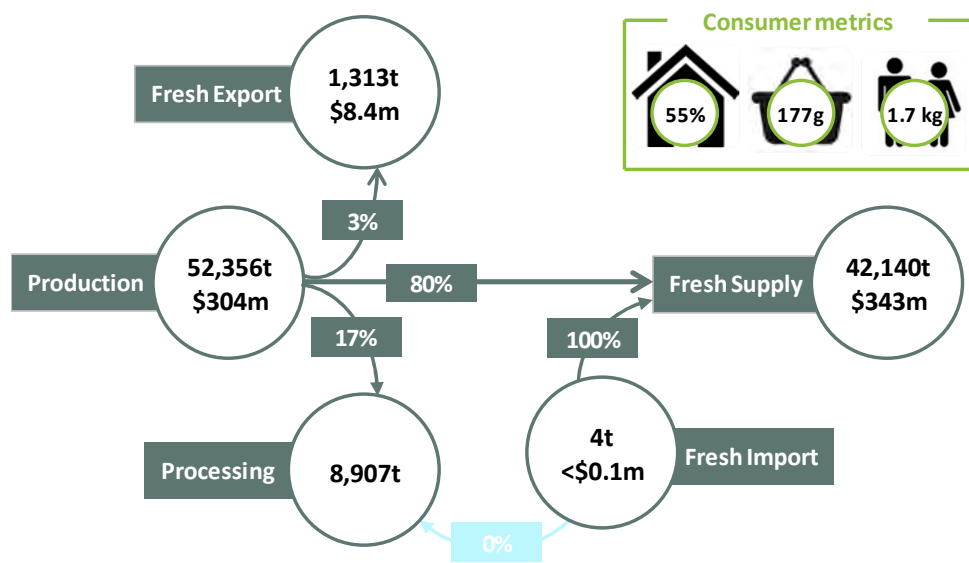 Consumer metrics
55%
177g
1.7 kg
Fresh Export
1,313t
$8.4m
3%
Production
52,356t
$304m
80%
Fresh Supply
42,140t
$343m
17%
100%
Processing
8,907t
4t
<$0.1m
Fresh Import
0%